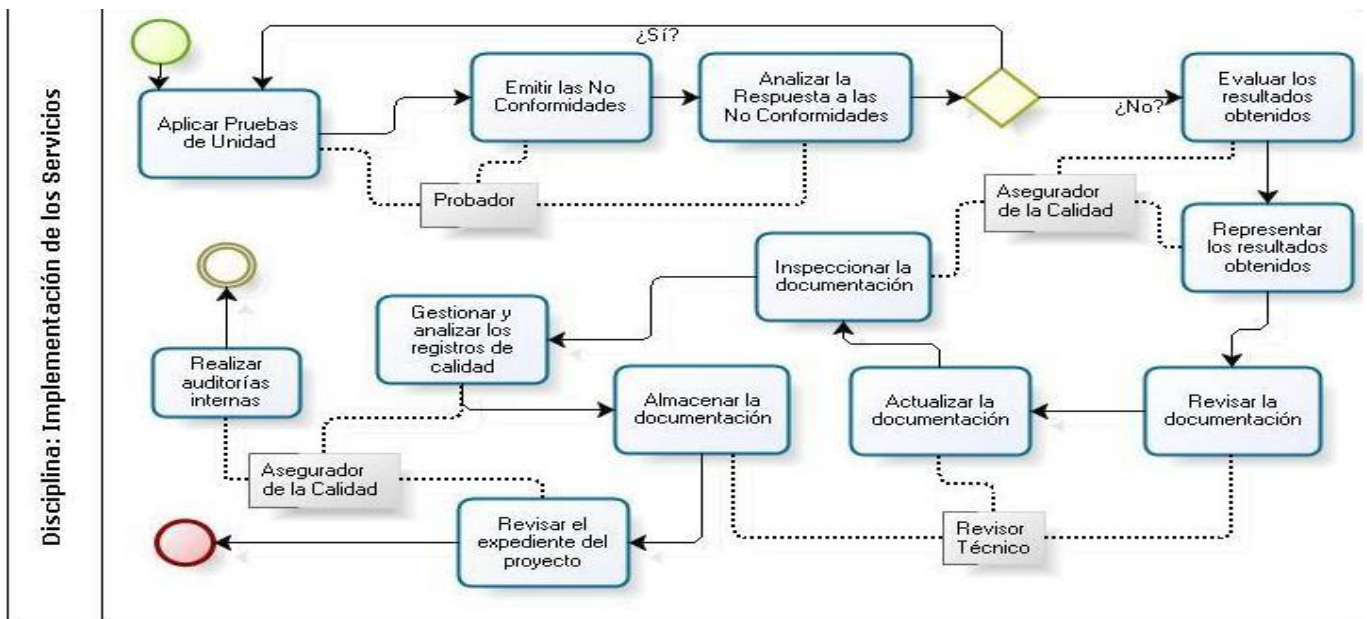 Disciplina: Implementación de los Servicios
¿Sí?
Aplicar Pruebas
de Unidad
Emitir las No
Conformidades
Analizar la
Respuesta a las
No Conformidades
¿No?
Evaluar los
resultados
obtenidos
Probador
Asegurador
de la Calidad
Representar
los resultados
obtenidos
Inspeccionar la
documentación
Gestionar y
analizar los
registros de
calidad
Realizar
auditorías
internas
Almacenar la
documentación
Actualizar la
documentación
Revisar la
documentación
Asegurador
de la Calidad
Revisar el
expediente del
proyecto
Revisor
Técnico